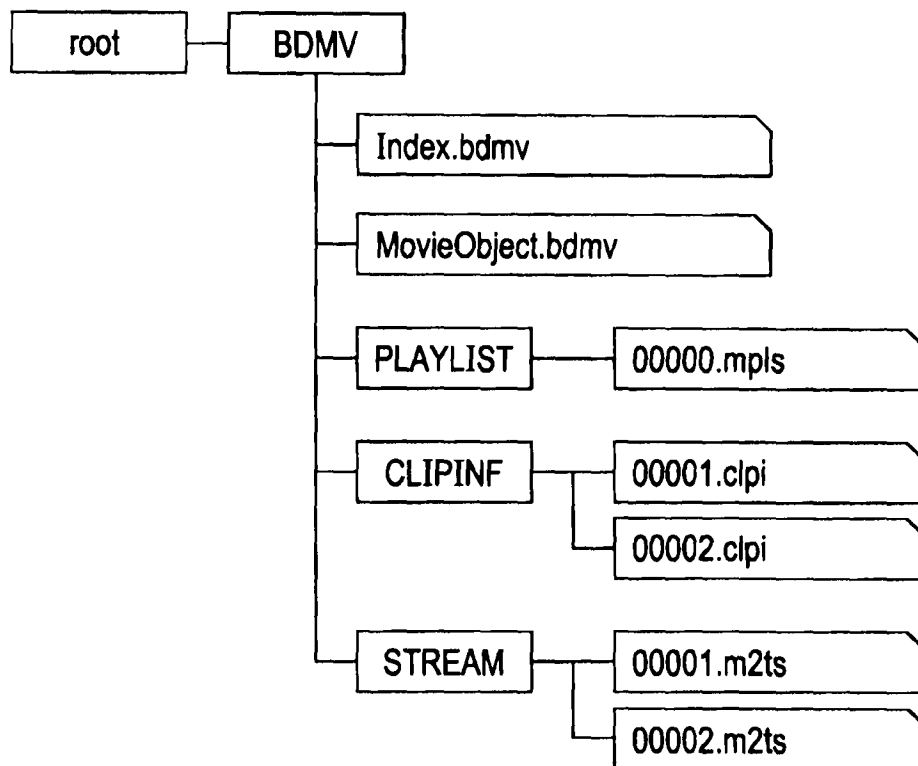 root
BDMV
Index.bdmv
MovieObject.bdmv
PLAYLIST
00000.mpls
CLIPINF
00001.clpi
00002.clpi
STREAM
00001.m2ts
00002.m2ts